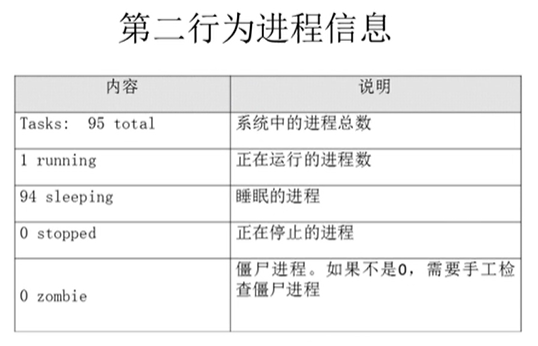 第二行为进程信息
内容 说明
Tasks: 95 total 系统中的进程总数
1 running 正在运行的进程数
94 sleeping 睡眠的进程
0 stopped 正在停止的进程
0 zombie 僵尸进程。如果不是0，需要手工检
查僵尸进程